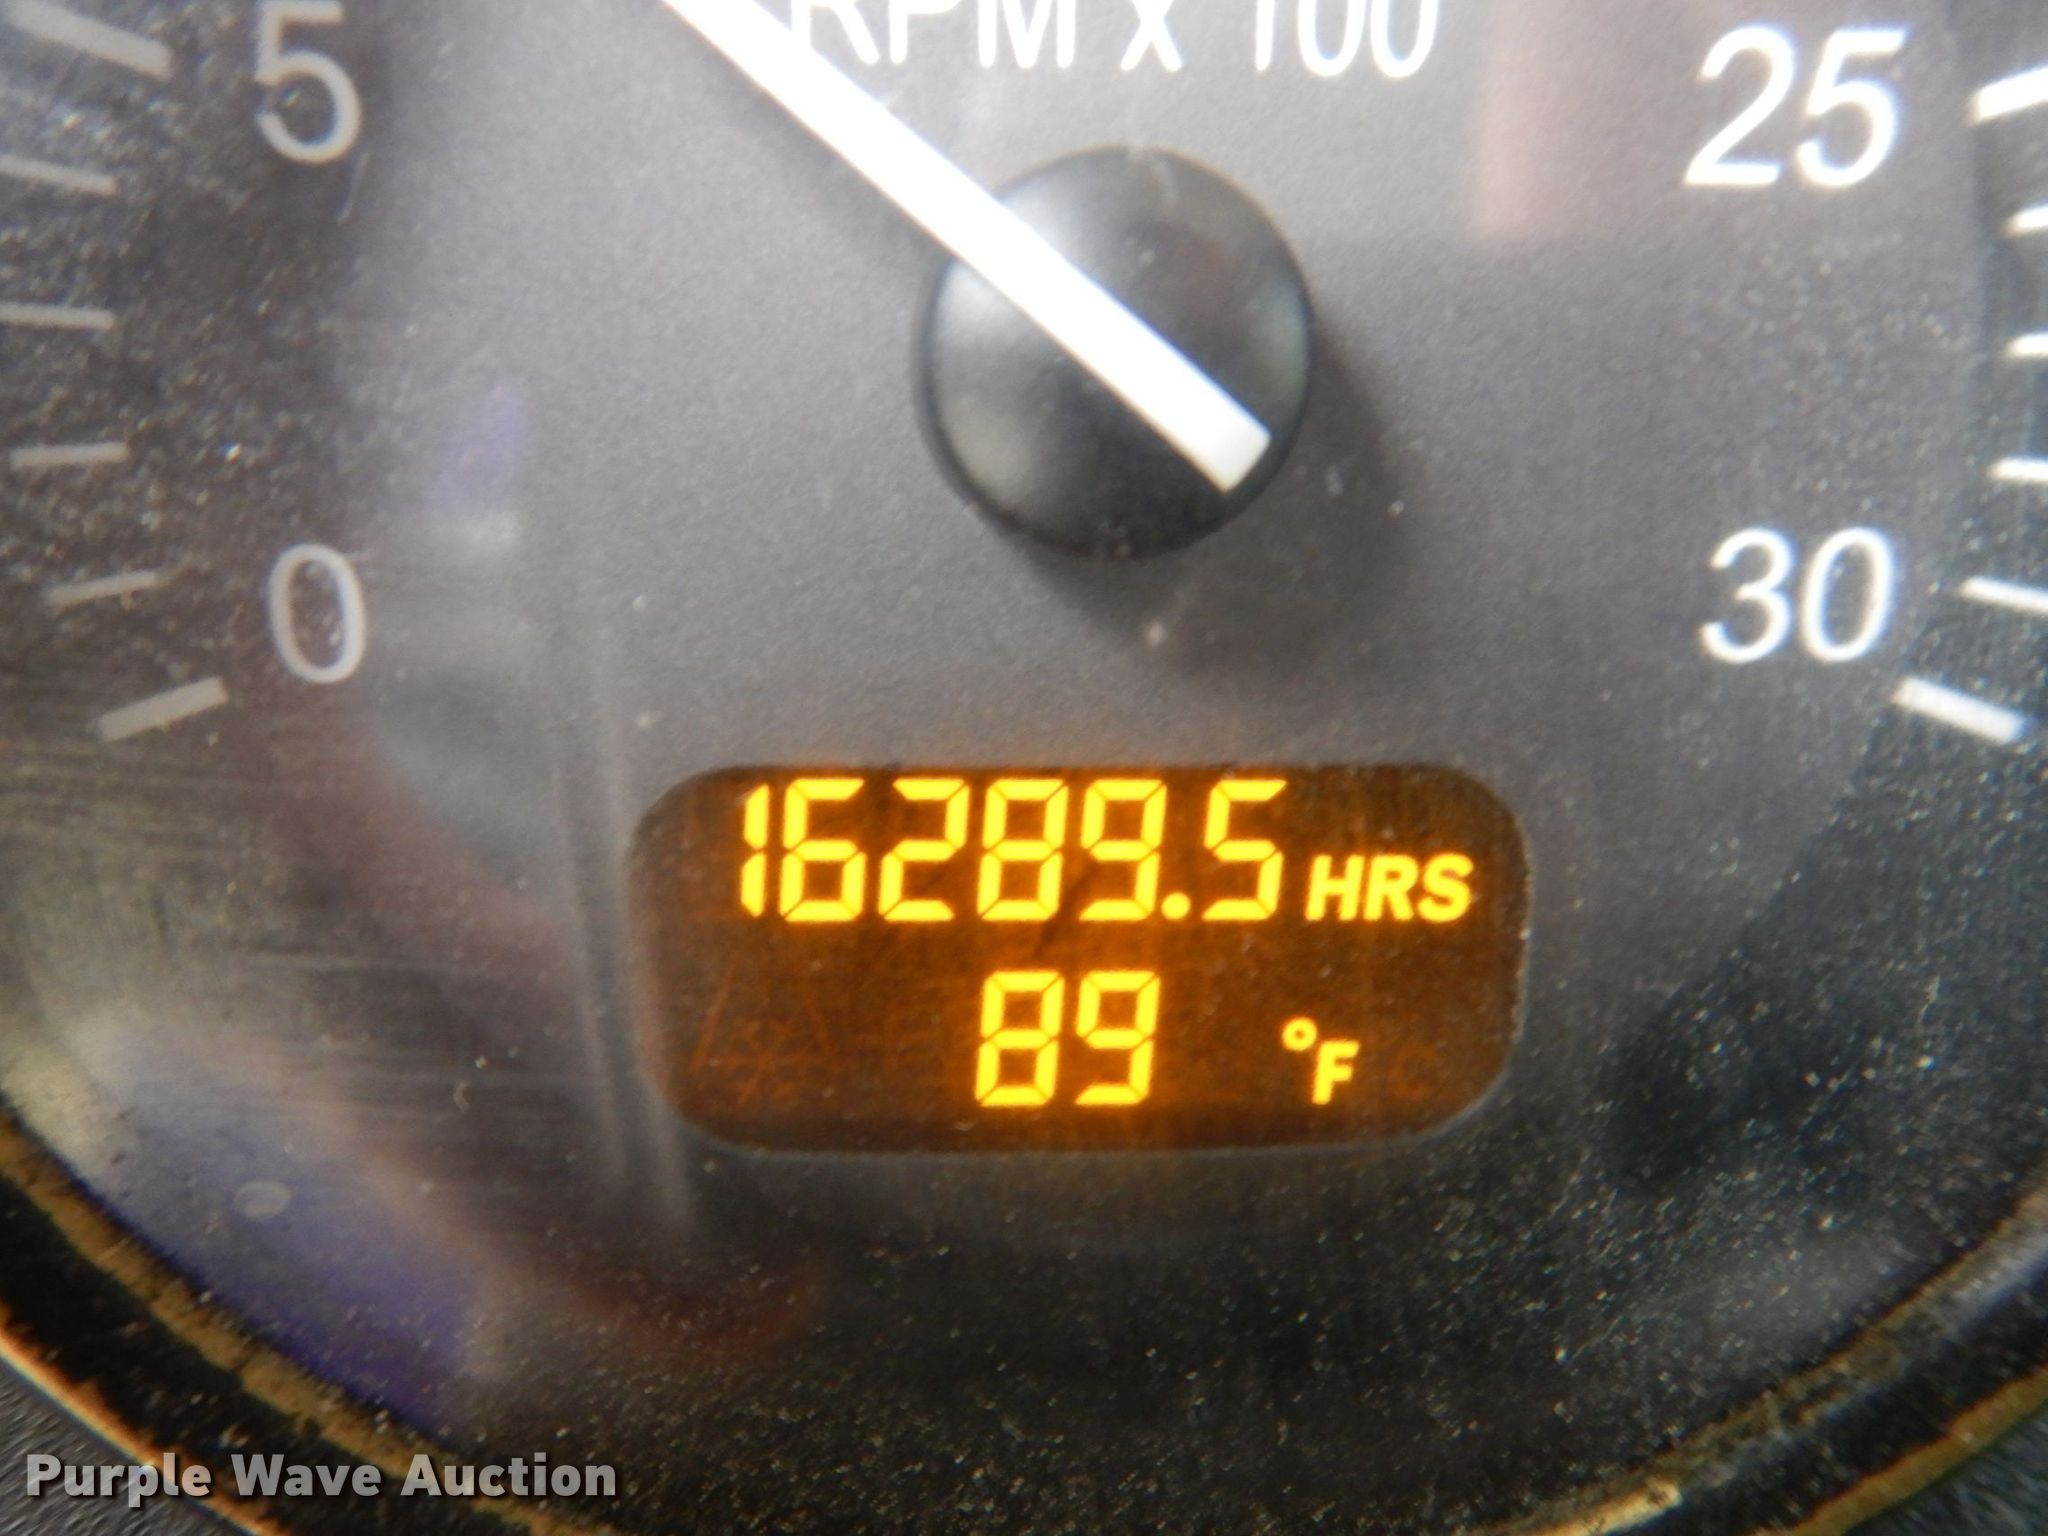 RPM x 100
5
25
0
30
16289.5 HRS
89 °F
Purple Wave Auction